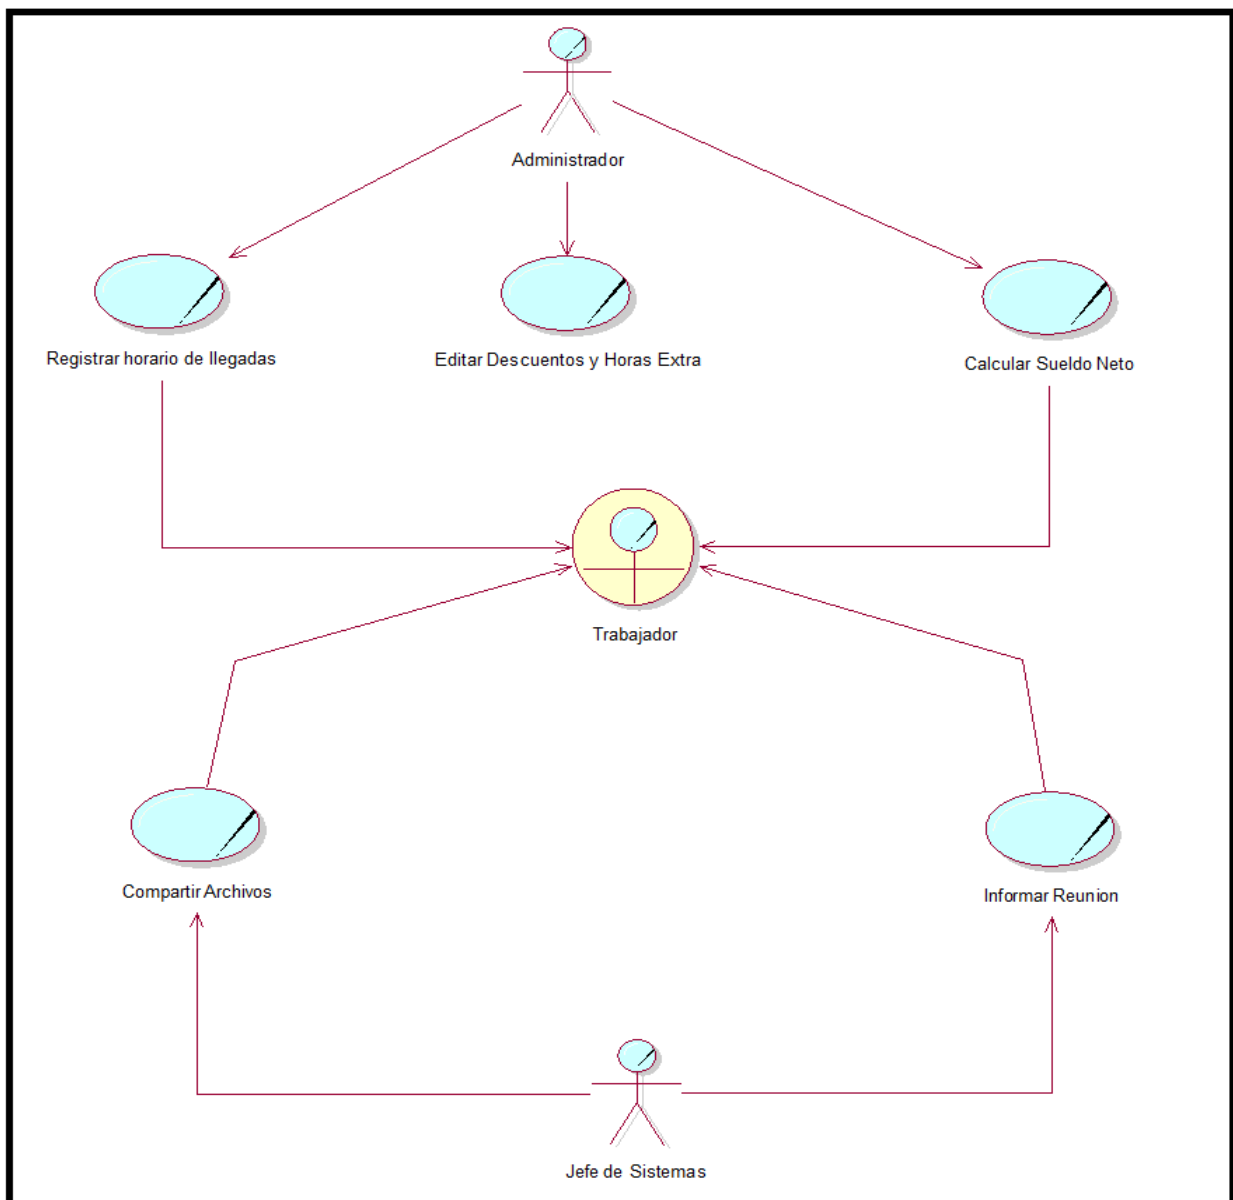 Administrador
Registrar horario de llegadas
Editar Descuentos y Horas Extra
Calcular Sueldo Neto
Trabajador
Compartir Archivos
Informar Reunion
Jefe de Sistemas